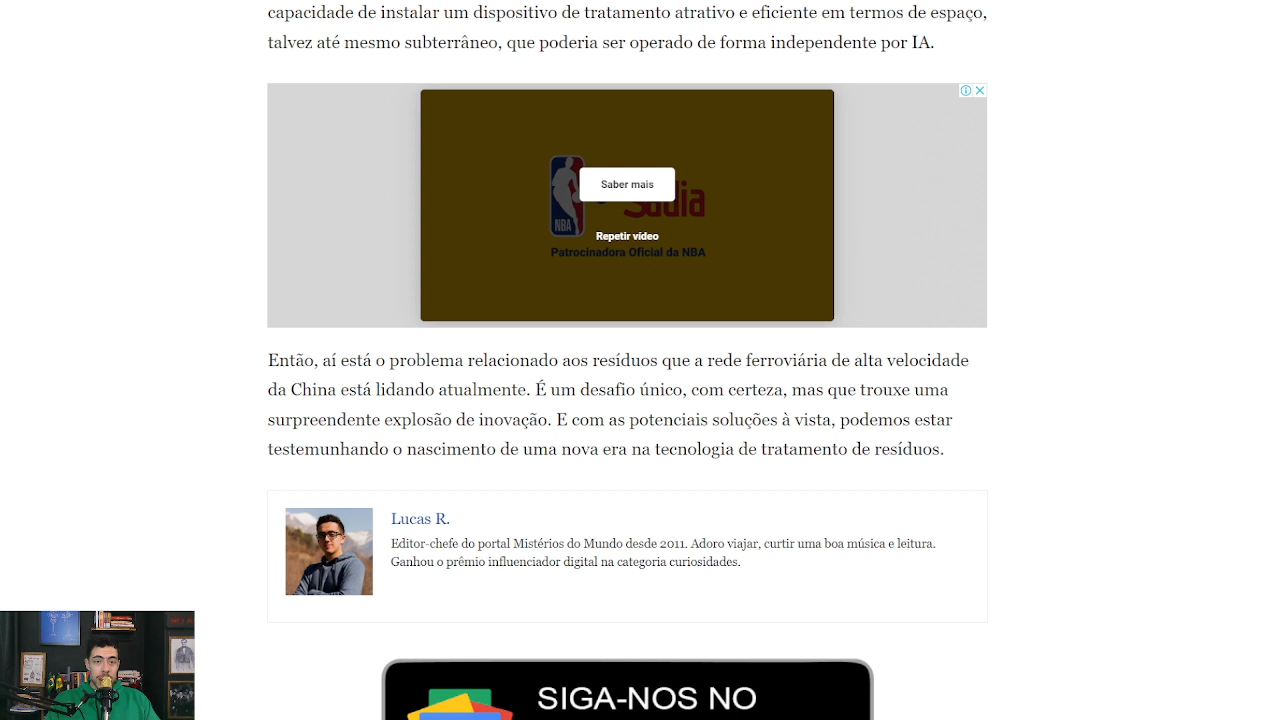 capacidade de instalar um dispositivo de tratamento atrativo e eficiente em termos de espaço,
talvez até mesmo subterrâneo, que poderia ser operado de forma independente por IA.
Saber mais
NBA
Sadia
Repetir vídeo
Patrocinadora Oficial da NBA
Então, aí está o problema relacionado aos resíduos que a rede ferroviária de alta velocidade
da China está lidando atualmente. É um desafio único, com certeza, mas que trouxe uma
surpreendente explosão de inovação. E com as potenciais soluções à vista, podemos estar
testemunhando o nascimento de uma nova era na tecnologia de tratamento de resíduos.
Lucas R.
Editor-chefe do portal Mistérios do Mundo desde 2011. Adoro viajar, curtir uma boa música e leitura.
Ganhou o prêmio influenciador digital na categoria curiosidades.
SIGA-NOS NO